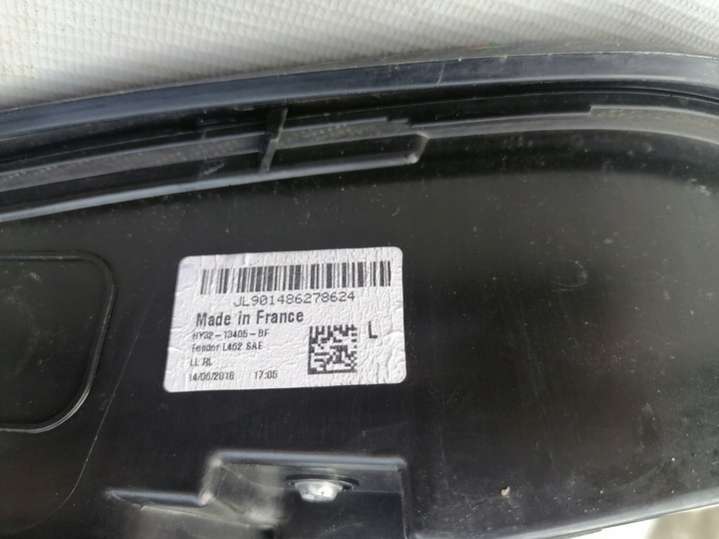 JL901486278624
Made in France
HY32-13405-BF
L
Fender L462 SAE
LL RL
14/06/2018 17:05